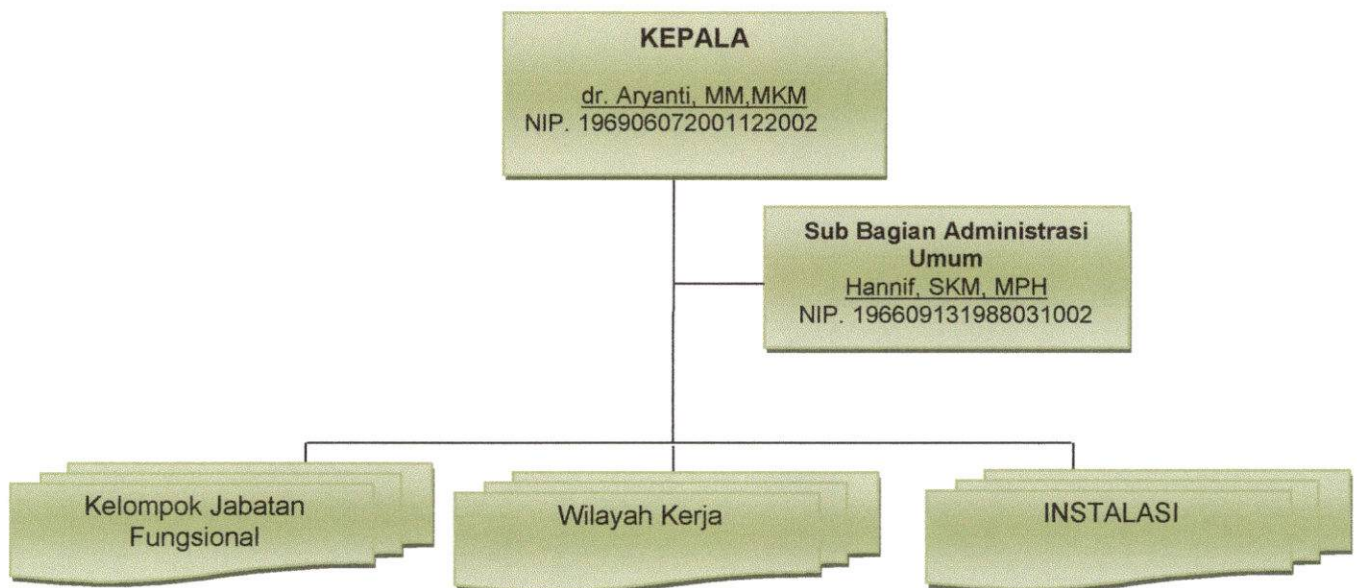 KEPALA
dr. Aryanti, MM,MKM
NIP. 196906072001122002
Sub Bagian Administrasi
Umum
Hannif, SKM, MPH
NIP. 196609131988031002
Kelompok Jabatan
Fungsional
Wilayah Kerja
INSTALASI